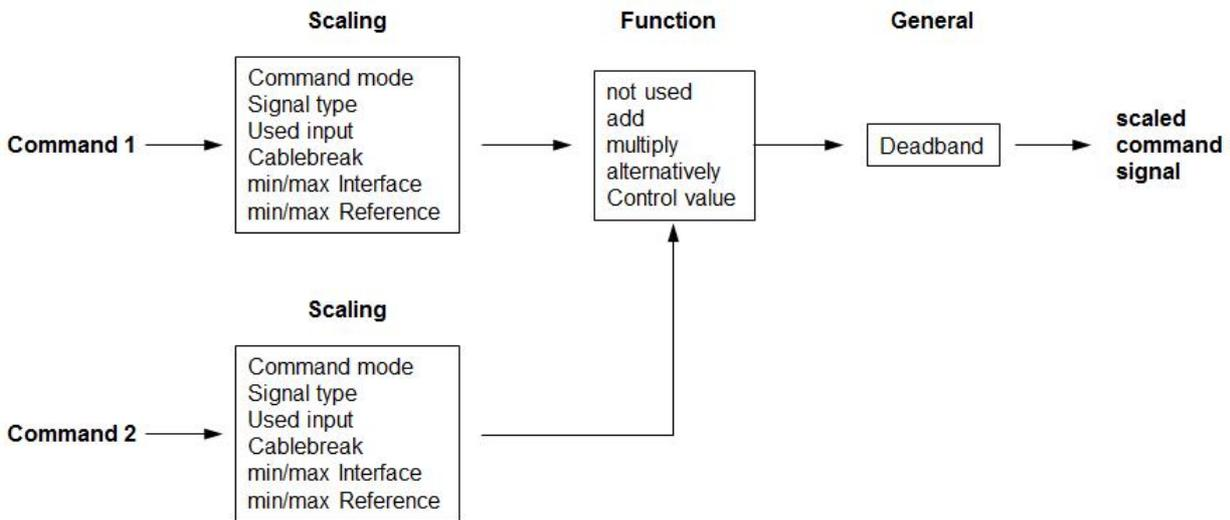 Scaling
Function
General
Command 1
Command mode
Signal type
Used input
Cablebreak
min/max Interface
min/max Reference
not used
add
multiply
alternatively
Control value
Deadband
scaled
command
signal
Scaling
Command 2
Command mode
Signal type
Used input
Cablebreak
min/max Interface
min/max Reference